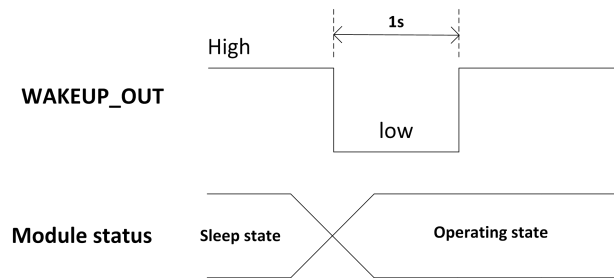 1s
High
WAKEUP_OUT
low
Module status
Sleep state
Operating state